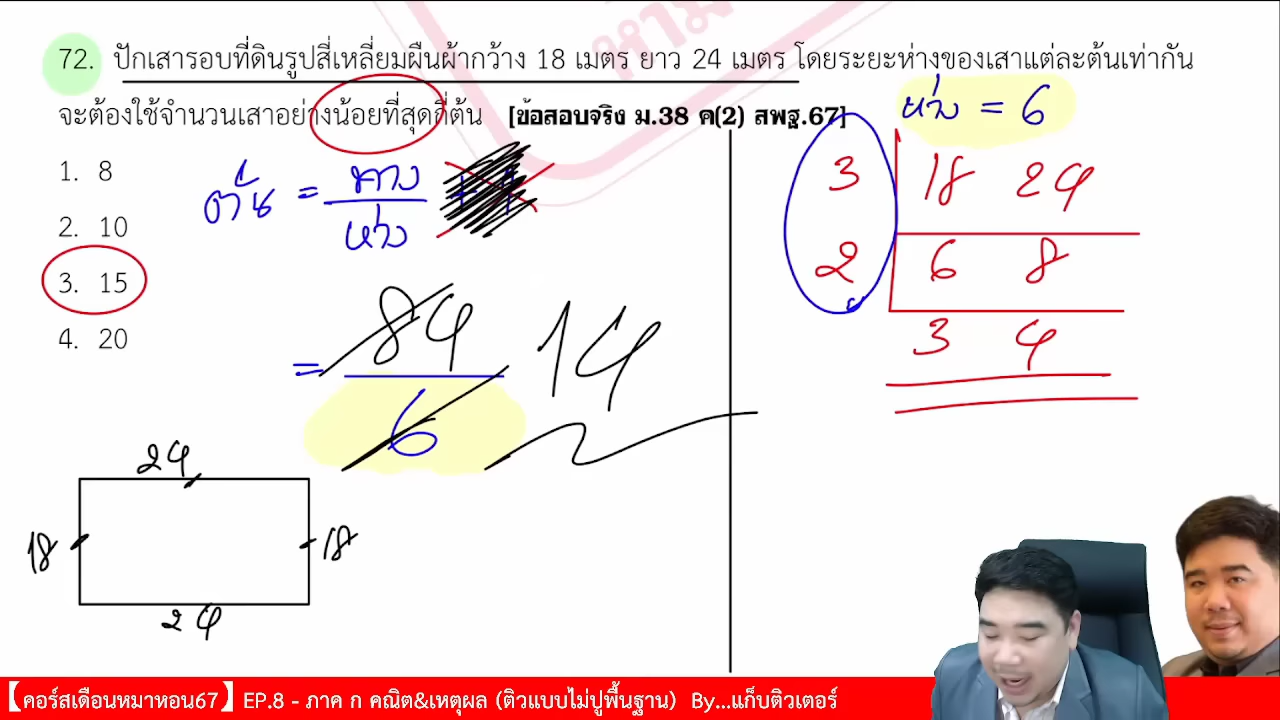 72. ปักเสารอบที่ดินรูปสี่เหลี่ยมผืนผ้ากว้าง 18 เมตร ยาว 24 เมตร โดยระยะห่างของเสาแต่ละต้นเท่ากัน
จะต้องใช้จำนวนเสาอย่างน้อยที่สุดกี่ต้น [ข้อสอบจริง ม.38 ค(2) สพฐ.67]
ห่าง = 6
1. 8
2. 10
3. 15
4. 20
ต้น = ทาง
ห่าง
= 84
6
14
3 18 24
2 6 8
3 4
24
18 18
24
ห้าม
【คอร์สเดือนหมาหอน67】 EP.8 - ภาค ก คณิต&เหตุผล (ติวแบบไม่ปูพื้นฐาน) By...แก็บติวเตอร์